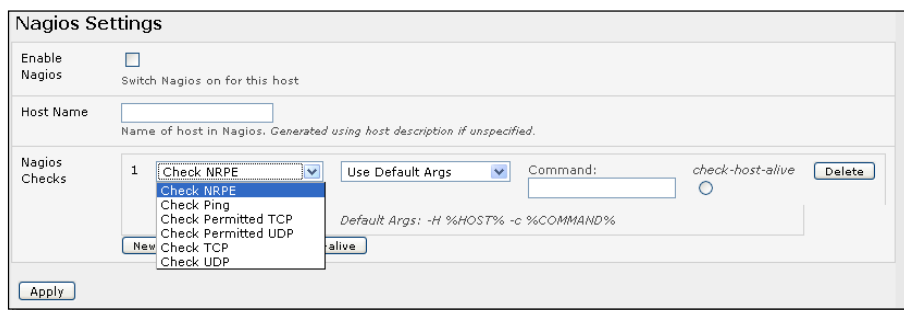 Nagios Settings
Enable
Nagios
Switch Nagios on for this host
Host Name
Name of host in Nagios. Generated using host description if unspecified.
Nagios
Checks
1 Check NRPE Use Default Args Command: check-host-alive Delete
Check NRPE
Check Ping
Check Permitted TCP
Check Permitted UDP
Check TCP
Check UDP
Default Args: -H %HOST% -c %COMMAND%
New alive
Apply